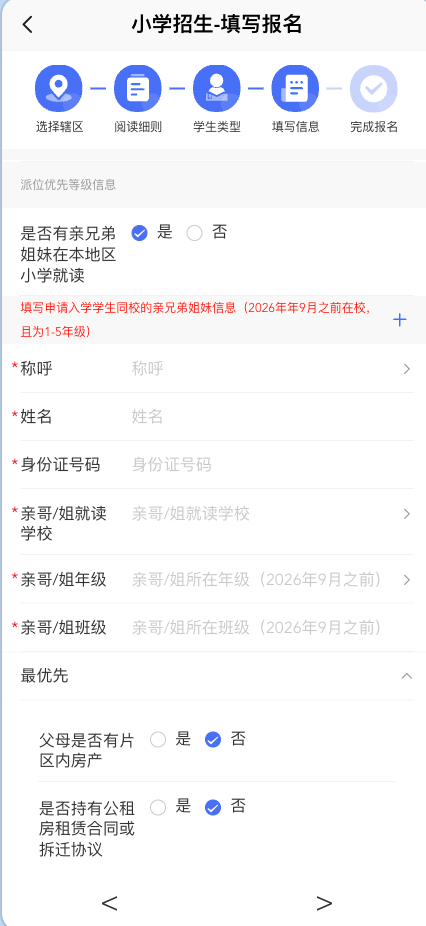 小学招生-填写报名
选择辖区 阅读细则 学生类型 填写信息 完成报名
派位优先等级信息
是否有亲兄弟
姐妹在本地区
小学就读
是 否
填写申请入学学生同校的亲兄弟姐妹信息（2026年年9月之前在校，
且为1-5年级）
*称呼 称呼
*姓名 姓名
*身份证号码 身份证号码
*亲哥/姐就读
学校
亲哥/姐就读学校
*亲哥/姐年级 亲哥/姐所在年级（2026年9月之前）
*亲哥/姐班级 亲哥/姐所在班级（2026年9月之前）
最优先
父母是否有片
区内房产
是 否
是否持有公租
房租赁合同或
拆迁协议
是 否